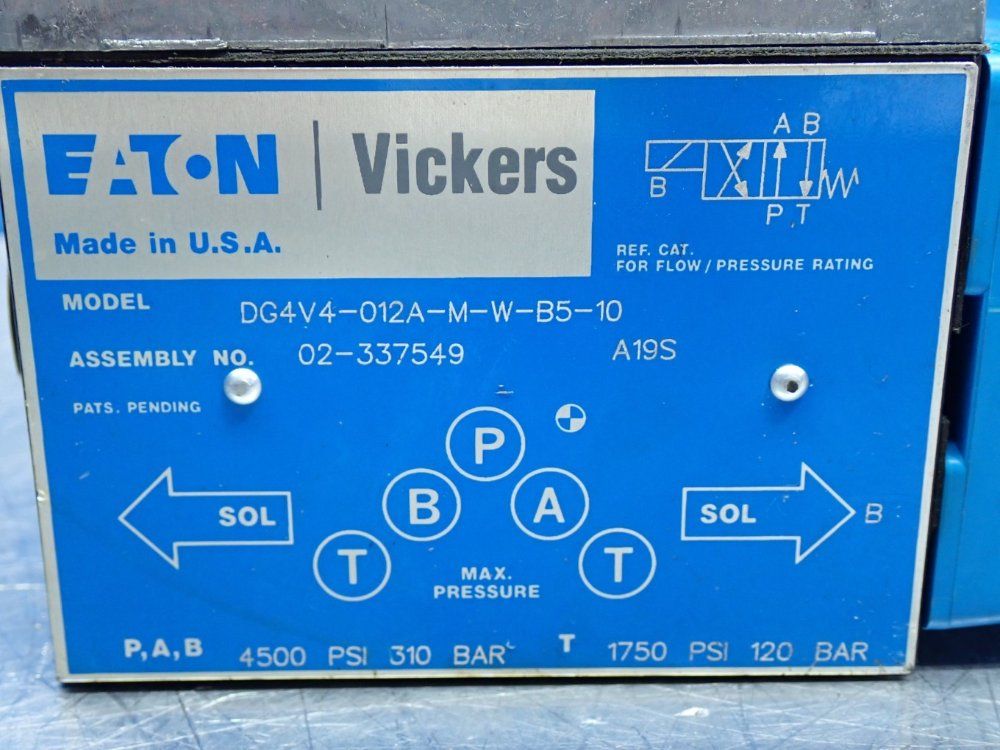 EATON | Vickers
Made in U.S.A.
A B
B
P T
REF. CAT.
FOR FLOW / PRESSURE RATING
MODEL DG4V4-012A-M-W-B5-10
ASSEMBLY NO. 02-337549 A19S
PATS. PENDING
P
B A
SOL SOL B
T T
MAX.
PRESSURE
P, A, B 4500 PSI 310 BAR T 1750 PSI 120 BAR